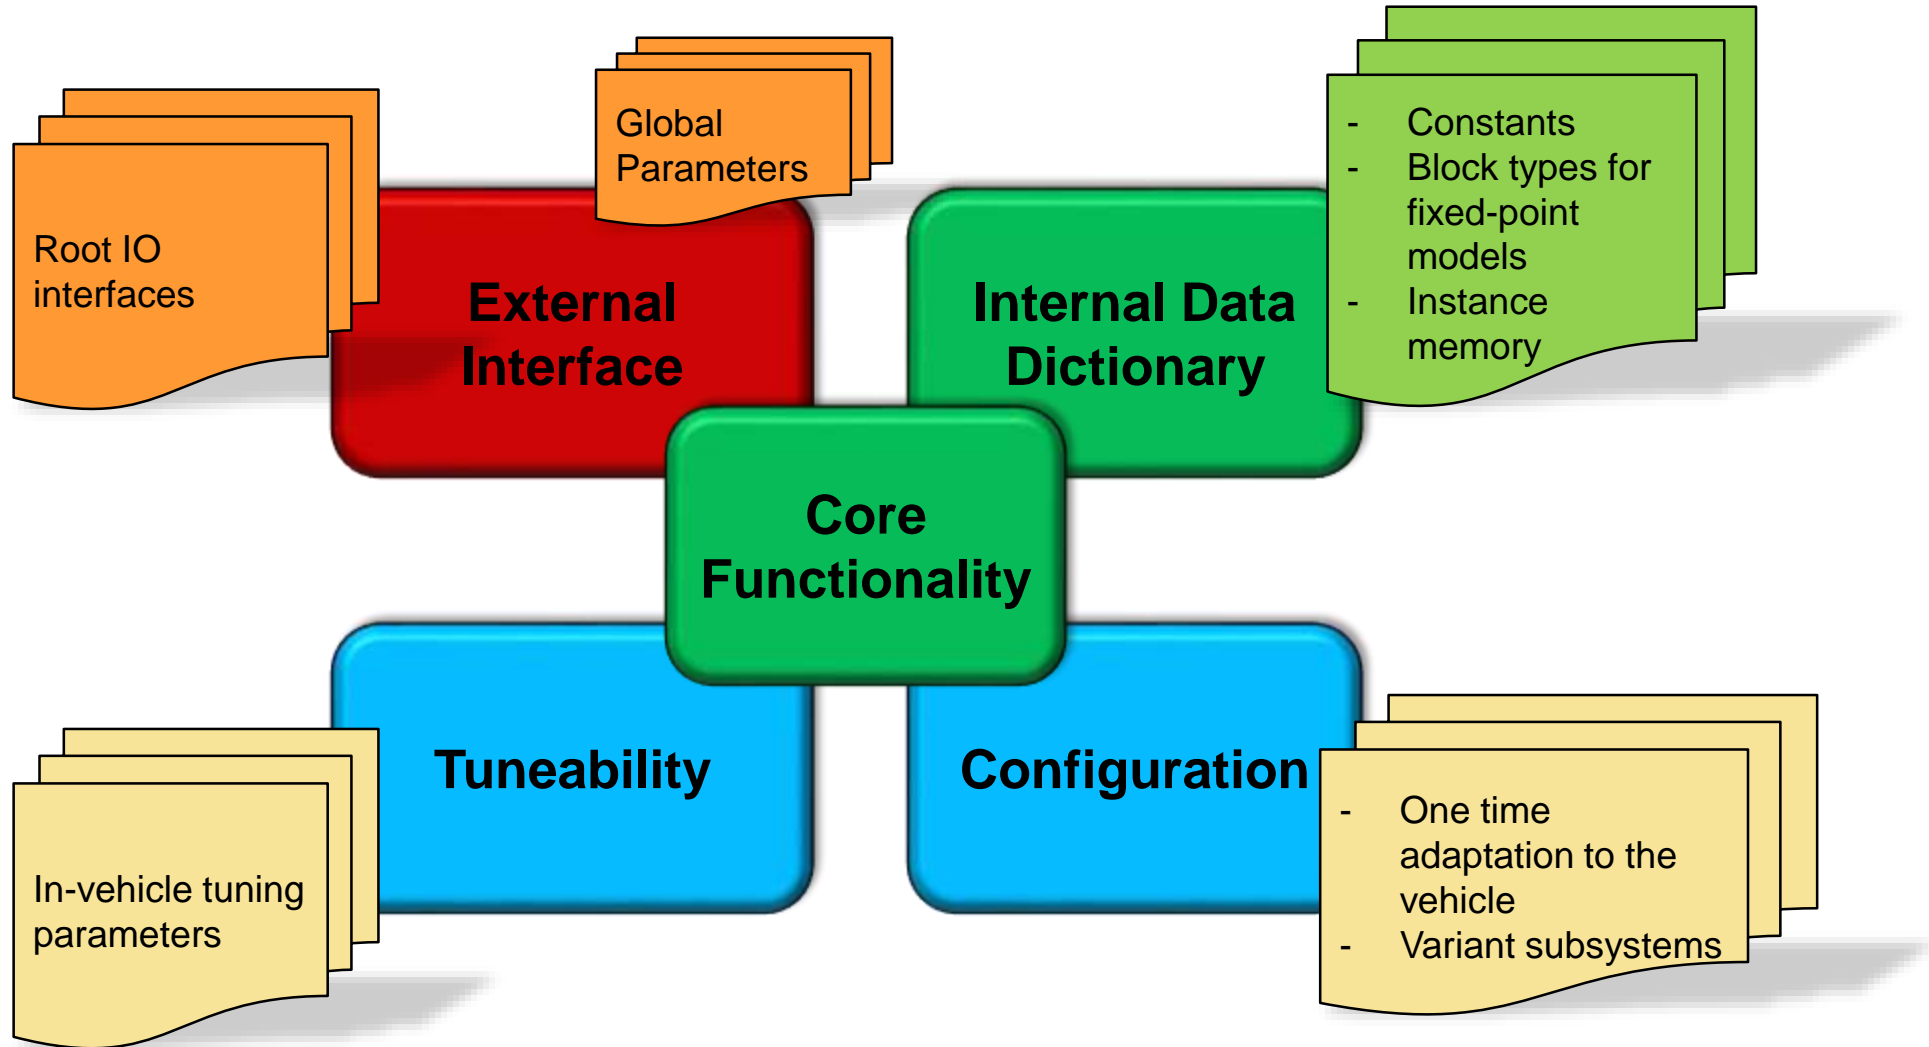 Global
Parameters
Root IO
interfaces
External
Interface
Internal Data
Dictionary
- Constants
- Block types for
fixed-point
models
- Instance
memory
Core
Functionality
Tuneability
Configuration
In-vehicle tuning
parameters
- One time
adaptation to the
vehicle
- Variant subsystems